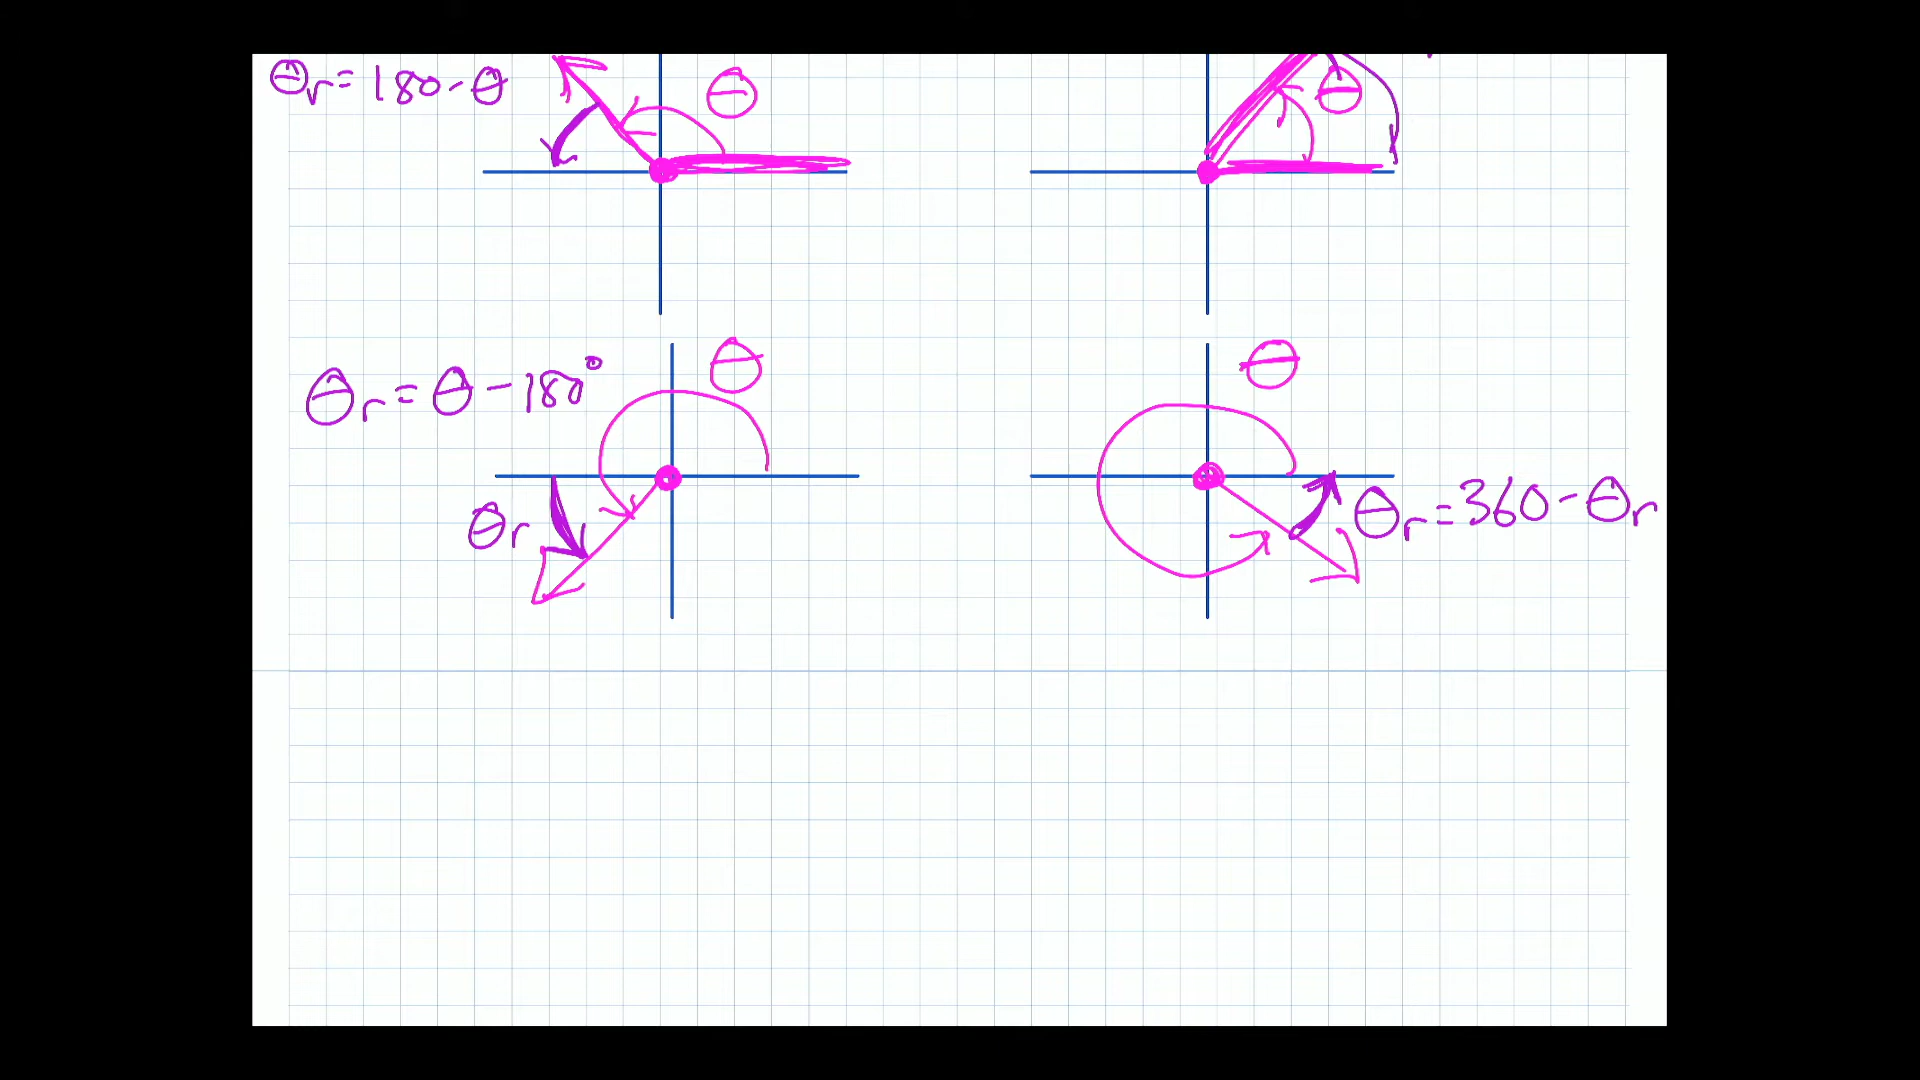 θr = 180 - θ
θ
θ
θr = θ - 180°
θ
θ
θr
θr = 360 - θr